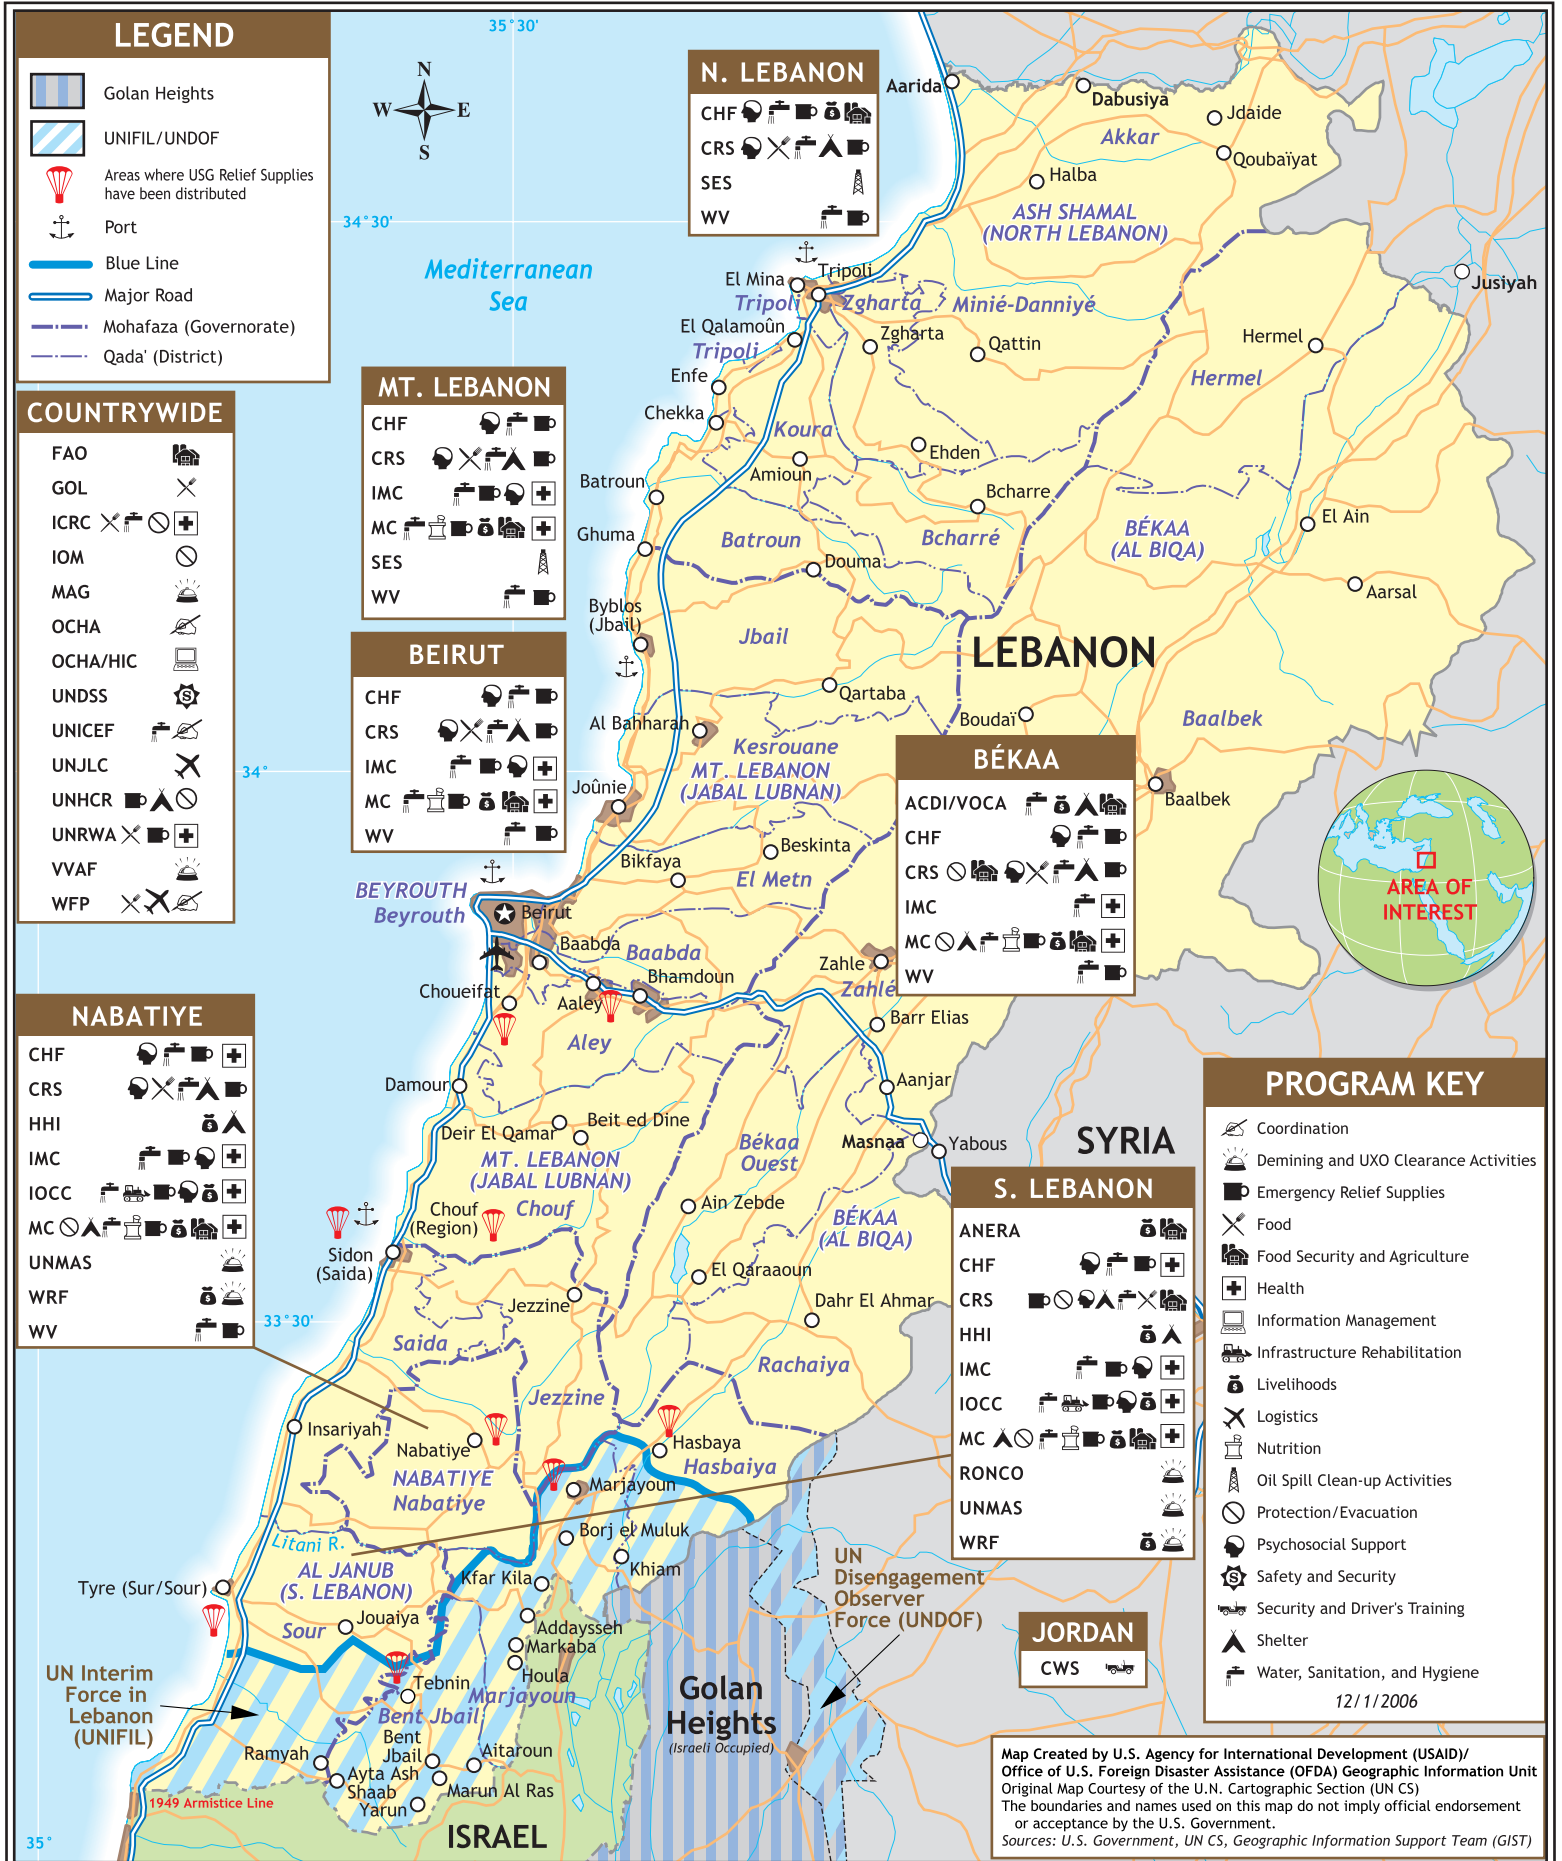 LEGEND
Golan Heights
UNIFIL/UNDOF
Areas where USG Relief Supplies
have been distributed
Port
Blue Line
Major Road
Mohafaza (Governorate)
Qada' (District)
COUNTRYWIDE
FAO
GOL
ICRC
IOM
MAG
OCHA
OCHA/HIC
UNDSS
UNICEF
UNJLC
UNHCR
UNRWA
VVAF
WFP
NABATIYE
CHF
CRS
HHI
IMC
IOCC
MC
UNMAS
WRF
WV
N
W
E
S
35°30'
34°30'
34°
33°30'
35°
Mediterranean
Sea
N. LEBANON
CHF
CRS
SES
WV
MT. LEBANON
CHF
CRS
IMC
MC
SES
WV
BEIRUT
CHF
CRS
IMC
MC
WV
BÉKAA
ACDI/VOCA
CHF
CRS
IMC
MC
WV
S. LEBANON
ANERA
CHF
CRS
HHI
IMC
IOCC
MC
RONCO
UNMAS
WRF
JORDAN
CWS
PROGRAM KEY
Coordination
Demining and UXO Clearance Activities
Emergency Relief Supplies
Food
Food Security and Agriculture
Health
Information Management
Infrastructure Rehabilitation
Livelihoods
Logistics
Nutrition
Oil Spill Clean-up Activities
Protection/Evacuation
Psychosocial Support
Safety and Security
Security and Driver's Training
Shelter
Water, Sanitation, and Hygiene
12/1/2006
AREA OF
INTEREST
Aarida
Dabusiya
Jdaide
Akkar
Qoubaïyat
Halba
ASH SHAMAL
(NORTH LEBANON)
Jusiyah
El Mina
Tripoli
Tripoli
Zgharta
Minié-Danniyé
El Qalamoûn
Tripoli
Zgharta
Qattin
Hermel
Hermel
Enfe
Chekka
Koura
Ehden
Amioun
Batroun
Bcharre
El Ain
Ghuma
Batroun
Bcharré
BÉKAA
(AL BIQA)
Douma
Aarsal
Byblos
(Jbail)
Jbail
LEBANON
Qartaba
Boudaï
Baalbek
Al Bahharah
Kesrouane
MT. LEBANON
(JABAL LUBNAN)
Joûnie
Baalbek
Beskinta
Bikfaya
El Metn
BEYROUTH
Beyrouth
Beirut
Baabda
Baabda
Zahle
Zahlé
Bhamdoun
Choueifat
Aaley
Barr Elias
Aley
Damour
Aanjar
Beit ed Dine
Deir El Qamar
Masnaa
Yabous
SYRIA
Békaa
Ouest
MT. LEBANON
(JABAL LUBNAN)
Chouf
Chouf
(Region)
Ain Zebde
BÉKAA
(AL BIQA)
Sidon
(Saida)
El Qaraaoun
Jezzine
Dahr El Ahmar
Saida
Rachaiya
Jezzine
Insariyah
Nabatiye
Hasbaya
Hasbaiya
NABATIYE
Nabatiye
Marjayoun
Litani R.
Borj el Muluk
Khiam
AL JANUB
(S. LEBANON)
Kfar Kila
Tyre (Sur/Sour)
Jouaiya
Sour
Addaysseh
Markaba
Houla
Tebnin
Marjayoun
Bent Jbail
Bent
Jbail
Aitaroun
Ramyah
Ayta Ash
Shaab
Marun Al Ras
Yarun
UN Interim
Force in
Lebanon
(UNIFIL)
1949 Armistice Line
ISRAEL
Golan
Heights
(Israeli Occupied)
UN
Disengagement
Observer
Force (UNDOF)
Map Created by U.S. Agency for International Development (USAID)/
Office of U.S. Foreign Disaster Assistance (OFDA) Geographic Information Unit
Original Map Courtesy of the U.N. Cartographic Section (UN CS)
The boundaries and names used on this map do not imply official endorsement
or acceptance by the U.S. Government.
Sources: U.S. Government, UN CS, Geographic Information Support Team (GIST)